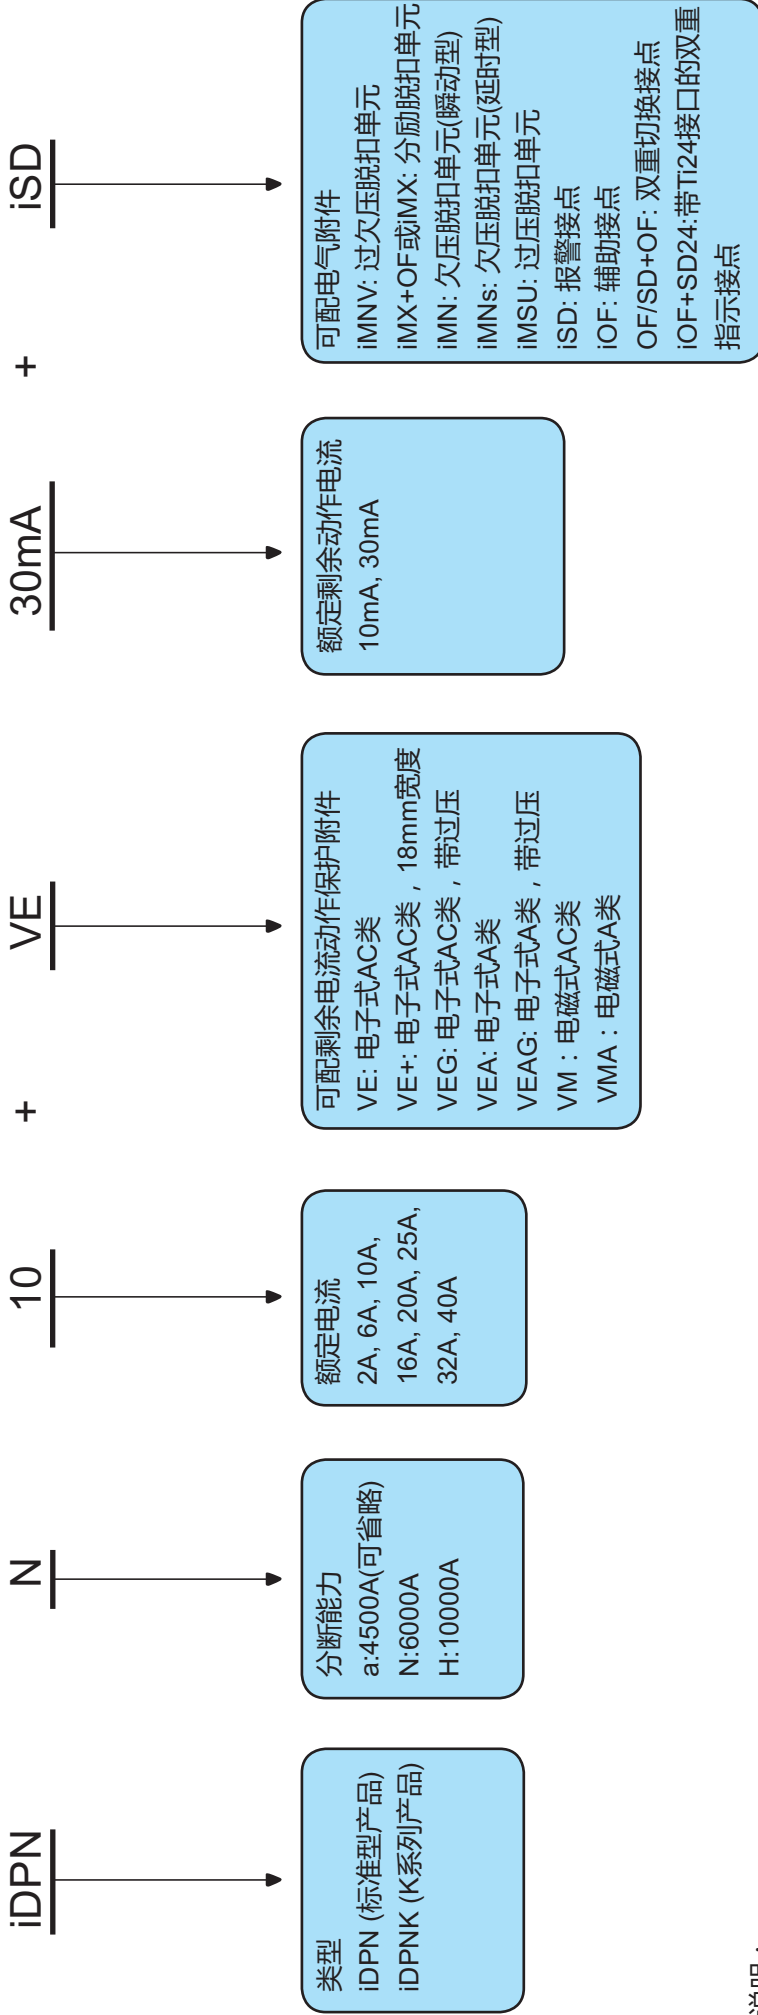 iDPN
N
10
+
VE
30mA
+
iSD
类型
iDPN (标准型产品)
iDPNK (K系列产品)
分断能力
a:4500A(可省略)
N:6000A
H:10000A
额定电流
2A, 6A, 10A,
16A, 20A, 25A,
32A, 40A
可配剩余电流动作保护附件
VE: 电子式AC类
VE+: 电子式AC类，18mm宽度
VEG: 电子式AC类，带过压
VEA: 电子式A类
VEAG: 电子式A类，带过压
VM：电磁式AC类
VMA：电磁式A类
额定剩余动作电流
10mA, 30mA
可配电气附件
iMNV: 过欠压脱扣单元
iMX+OF或iMX: 分励脱扣单元
iMN: 欠压脱扣单元(瞬动型)
iMNs: 欠压脱扣单元(延时型)
iMSU: 过压脱扣单元
iSD: 报警接点
iOF: 辅助接点
OF/SD+OF: 双重切换接点
iOF+SD24:带Ti24接口的双重
指示接点
说明：